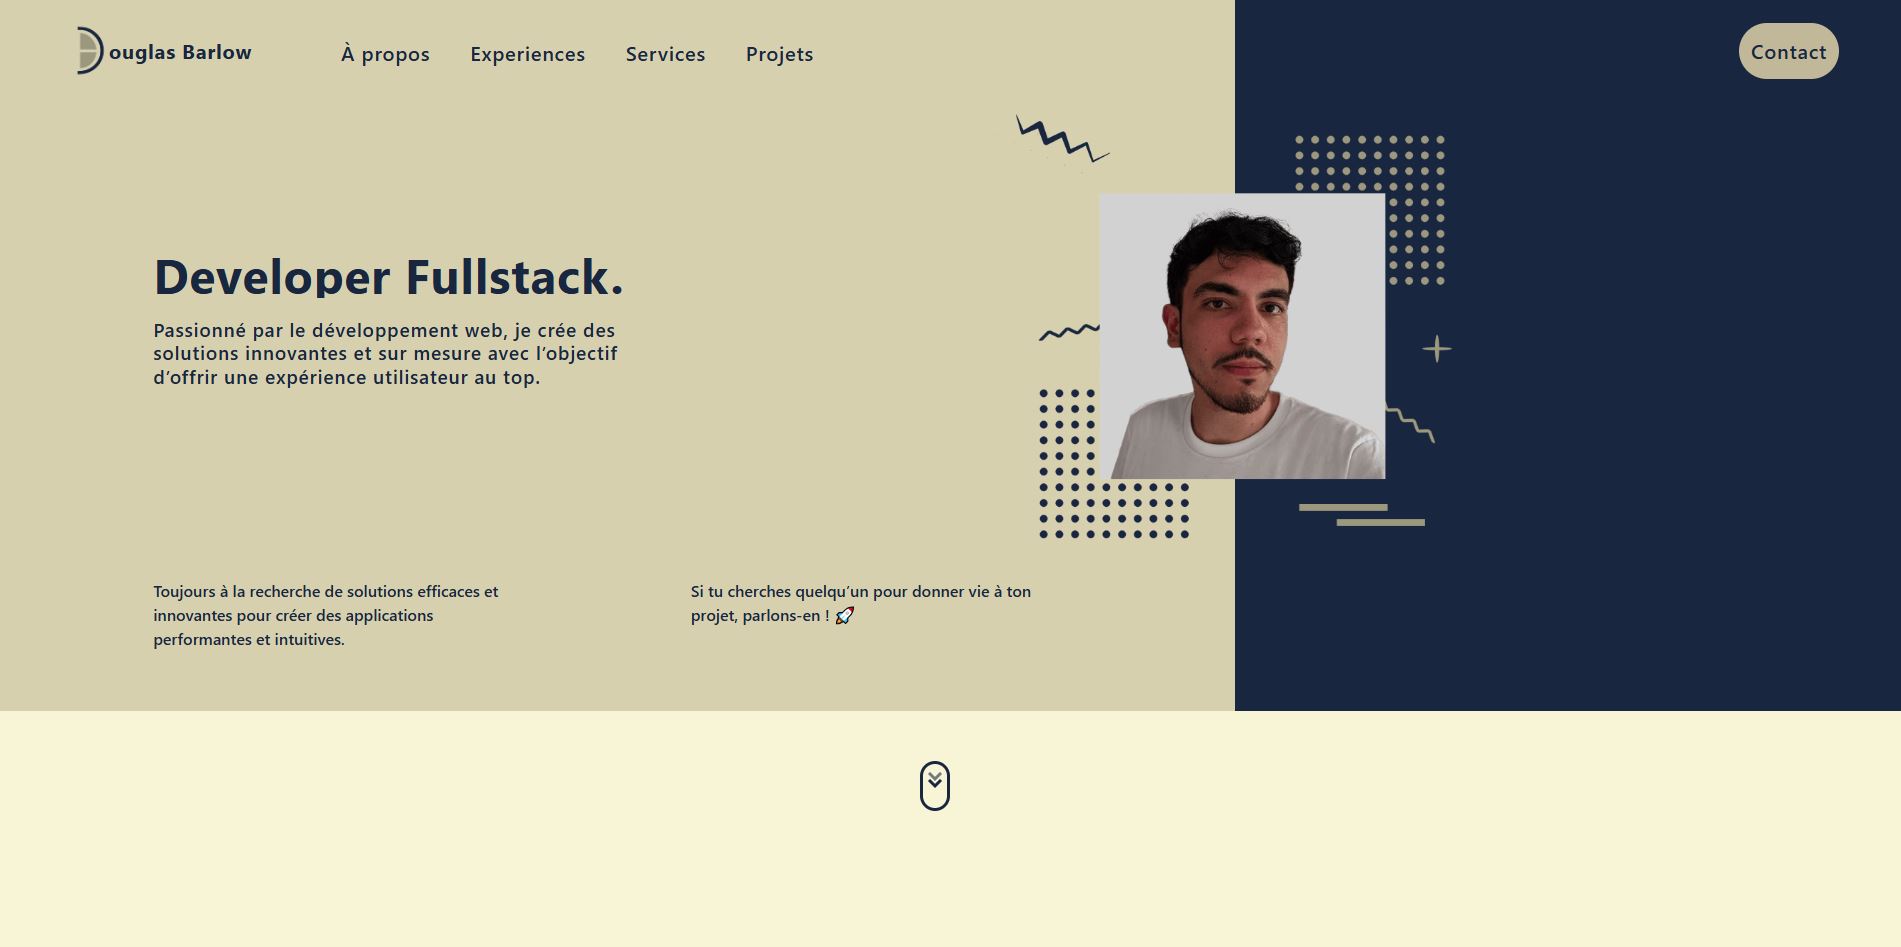 Douglas Barlow
À propos
Experiences
Services
Projets
Contact
Developer Fullstack.
Passionné par le développement web, je crée des
solutions innovantes et sur mesure avec l’objectif
d’offrir une expérience utilisateur au top.
Toujours à la recherche de solutions efficaces et
innovantes pour créer des applications
performantes et intuitives.
Si tu cherches quelqu’un pour donner vie à ton
projet, parlons-en ! 🚀